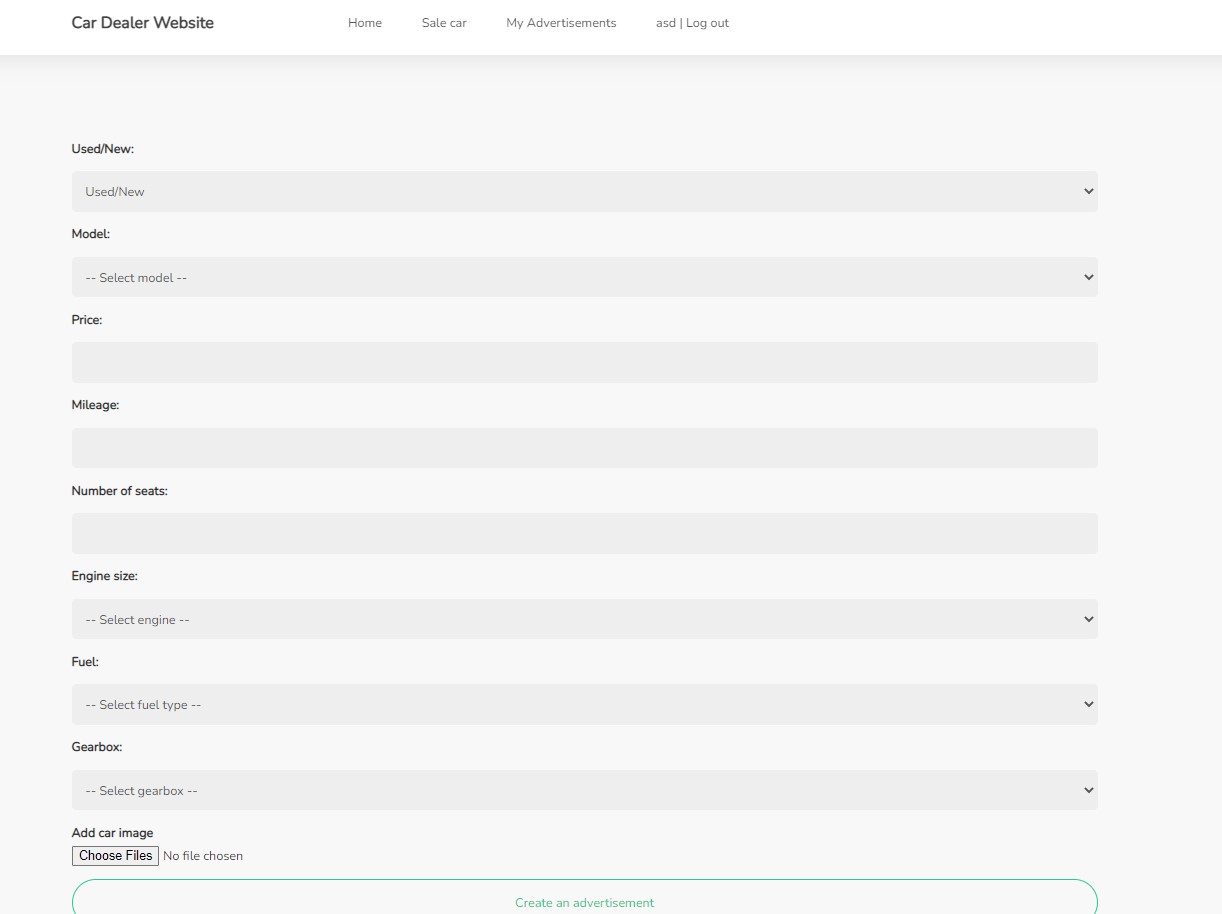 Car Dealer Website Home Sale car My Advertisements asd | Log out
Used/New:
Used/New
Model:
-- Select model --
Price:
Mileage:
Number of seats:
Engine size:
-- Select engine --
Fuel:
-- Select fuel type --
Gearbox:
-- Select gearbox --
Add car image
Choose Files No file chosen
Create an advertisement